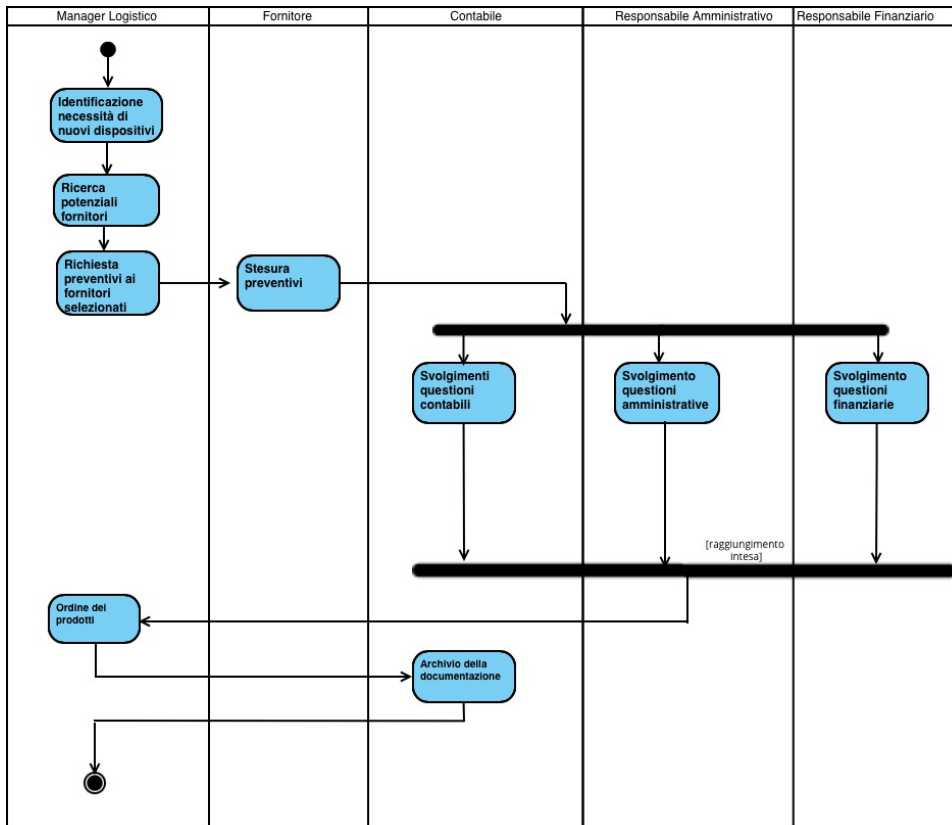 Manager Logistico
Fornitore
Contabile
Responsabile Amministrativo
Responsabile Finanziario
Identificazione
necessità di
nuovi dispositivi
Ricerca
potenziali
fornitori
Richiesta
preventivi ai
fornitori
selezionati
Stesura
preventivi
Svolgimenti
questioni
contabili
Svolgimento
questioni
amministrative
Svolgimento
questioni
finanziarie
[raggiungimento
intesa]
Ordine dei
prodotti
Archivio della
documentazione